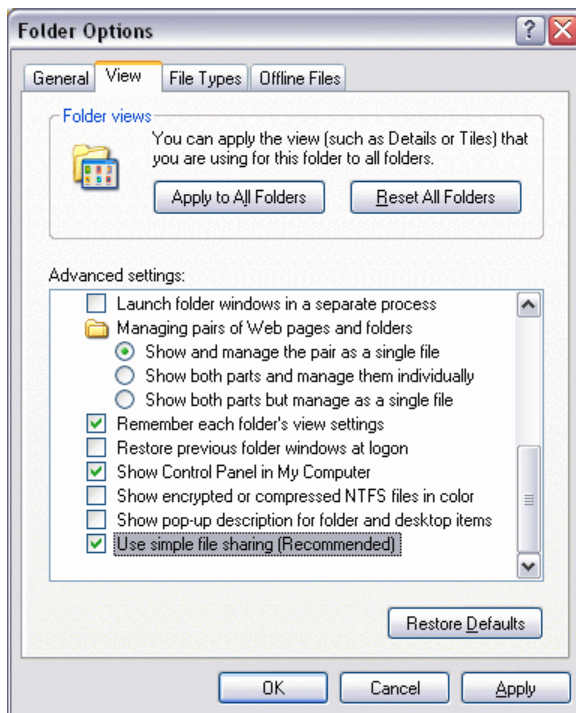 Folder Options
General View File Types Offline Files
Folder views
You can apply the view (such as Details or Tiles) that
you are using for this folder to all folders.
Apply to All Folders Reset All Folders
Advanced settings:
Launch folder windows in a separate process
Managing pairs of Web pages and folders
Show and manage the pair as a single file
Show both parts and manage them individually
Show both parts but manage as a single file
Remember each folder's view settings
Restore previous folder windows at logon
Show Control Panel in My Computer
Show encrypted or compressed NTFS files in color
Show pop-up description for folder and desktop items
Use simple file sharing (Recommended)
Restore Defaults
OK Cancel Apply